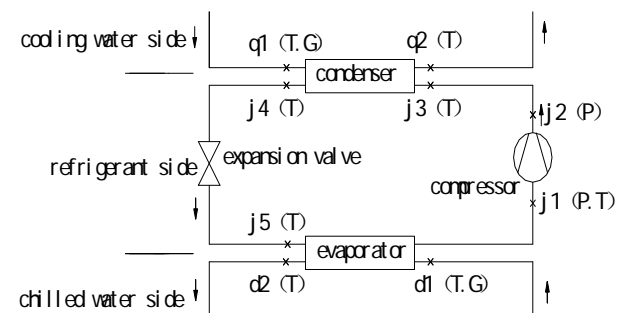 cooling water side
q1 (T.G)
q2 (T)
condenser
j4 (T)
j3 (T)
j2 (P)
refrigerant side
expansion valve
compressor
j1 (P.T)
j5 (T)
evaporator
d2 (T)
d1 (T.G)
chilled water side